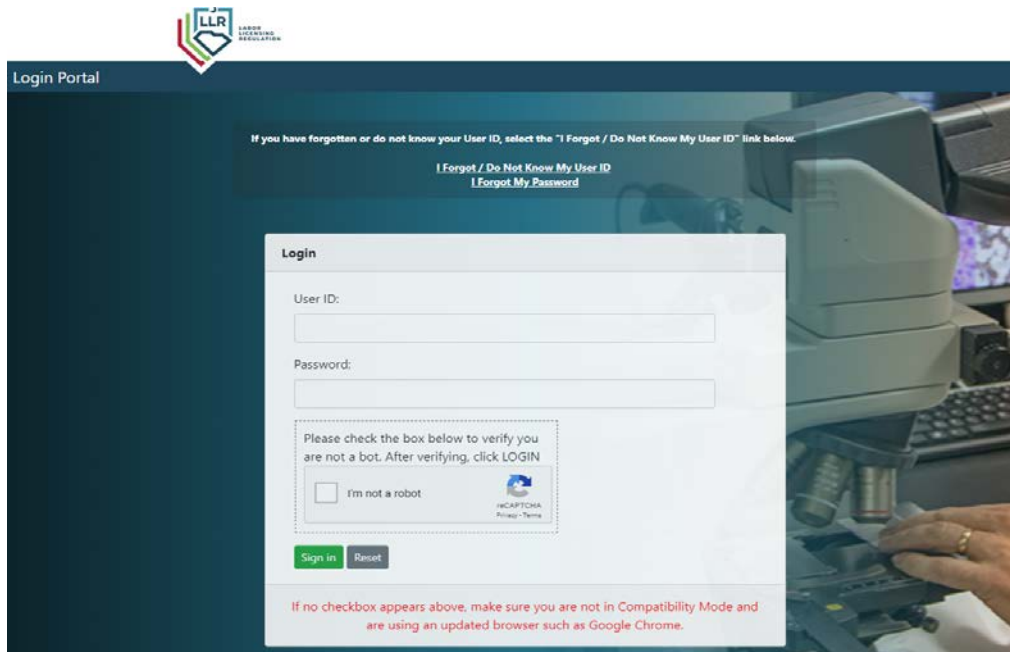 LLR
LABOR
LICENSING
REGULATION
Login Portal
If you have forgotten or do not know your User ID, select the "I Forgot / Do Not Know My User ID" link below.
I Forgot / Do Not Know My User ID
I Forgot My Password
Login
User ID:
Password:
Please check the box below to verify you
are not a bot. After verifying, click LOGIN
I'm not a robot
reCAPTCHA
Privacy - Terms
Sign in Reset
If no checkbox appears above, make sure you are not in Compatibility Mode and
are using an updated browser such as Google Chrome.